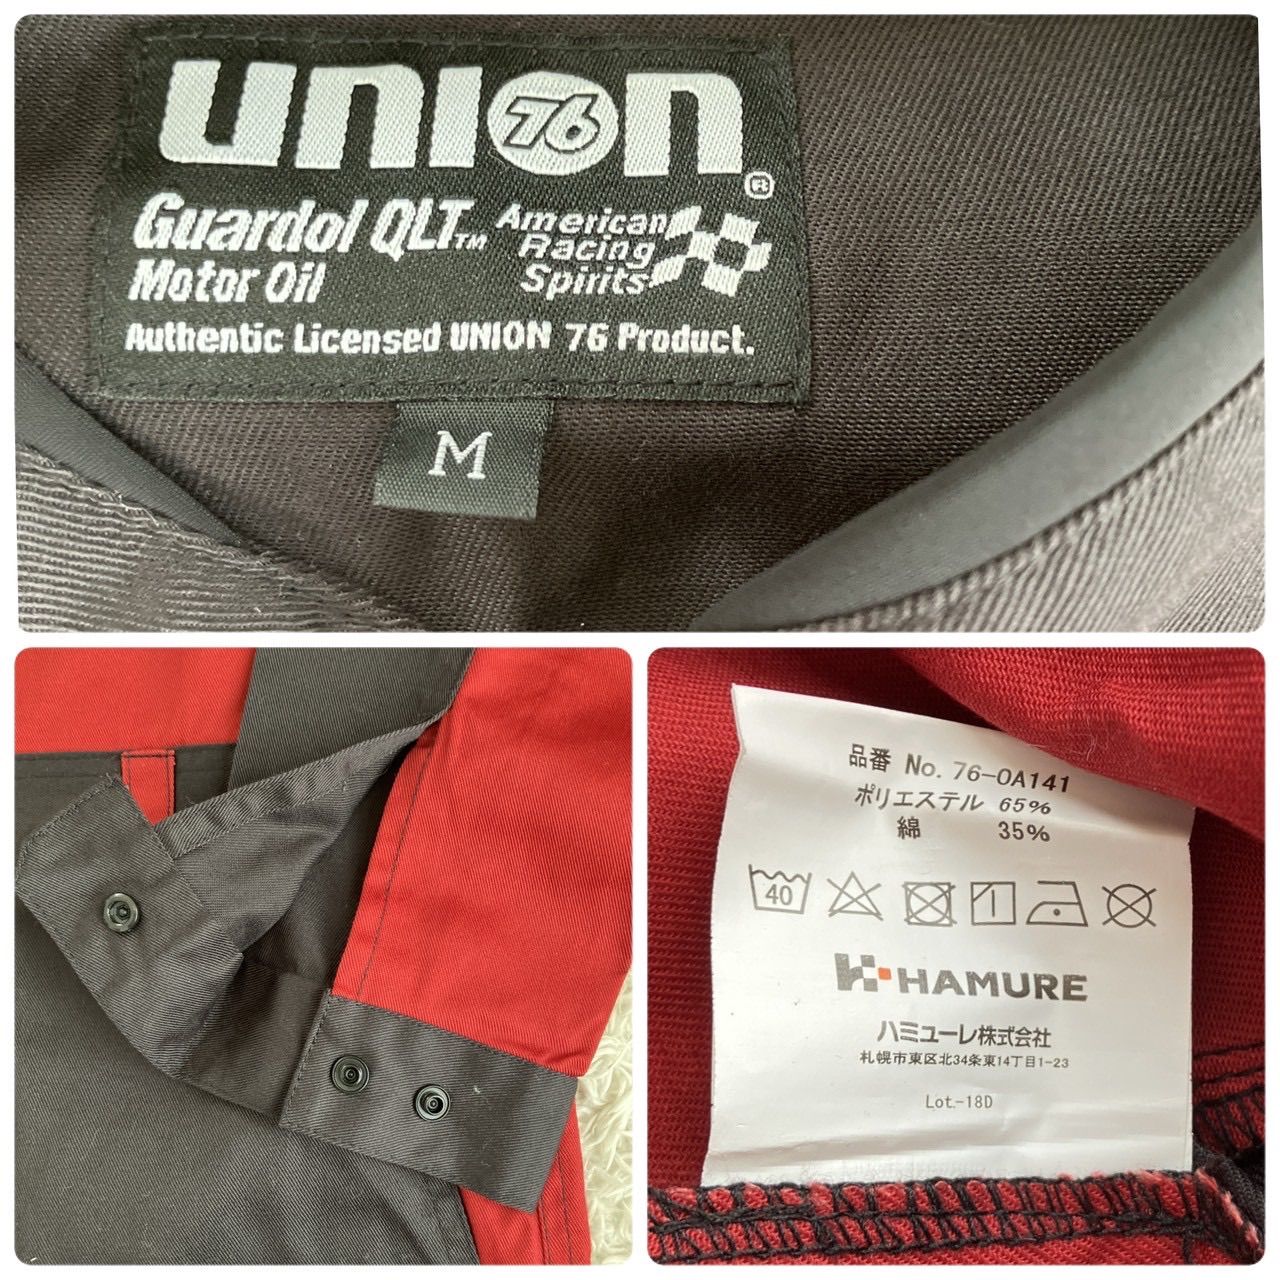 union 76
®
Guardol QLT™
Motor Oil
American
Racing
Spirits
Authentic Licensed UNION 76 Product.
M
品番 No. 76-0A141
ポリエステル 65%
綿 35%
40
HAMURE
ハミューレ株式会社
札幌市東区北34条東14丁目1-23
Lot.-18D